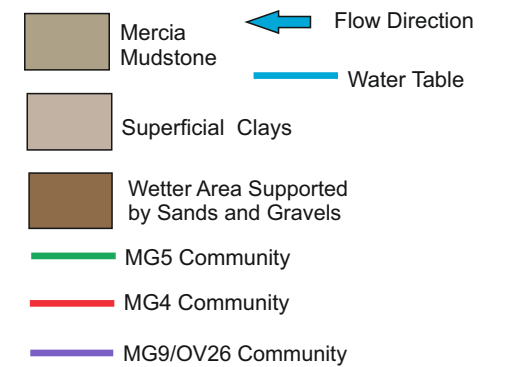 Mercia
Mudstone
Flow Direction
Water Table
Superficial Clays
Wetter Area Supported
by Sands and Gravels
MG5 Community
MG4 Community
MG9/OV26 Community